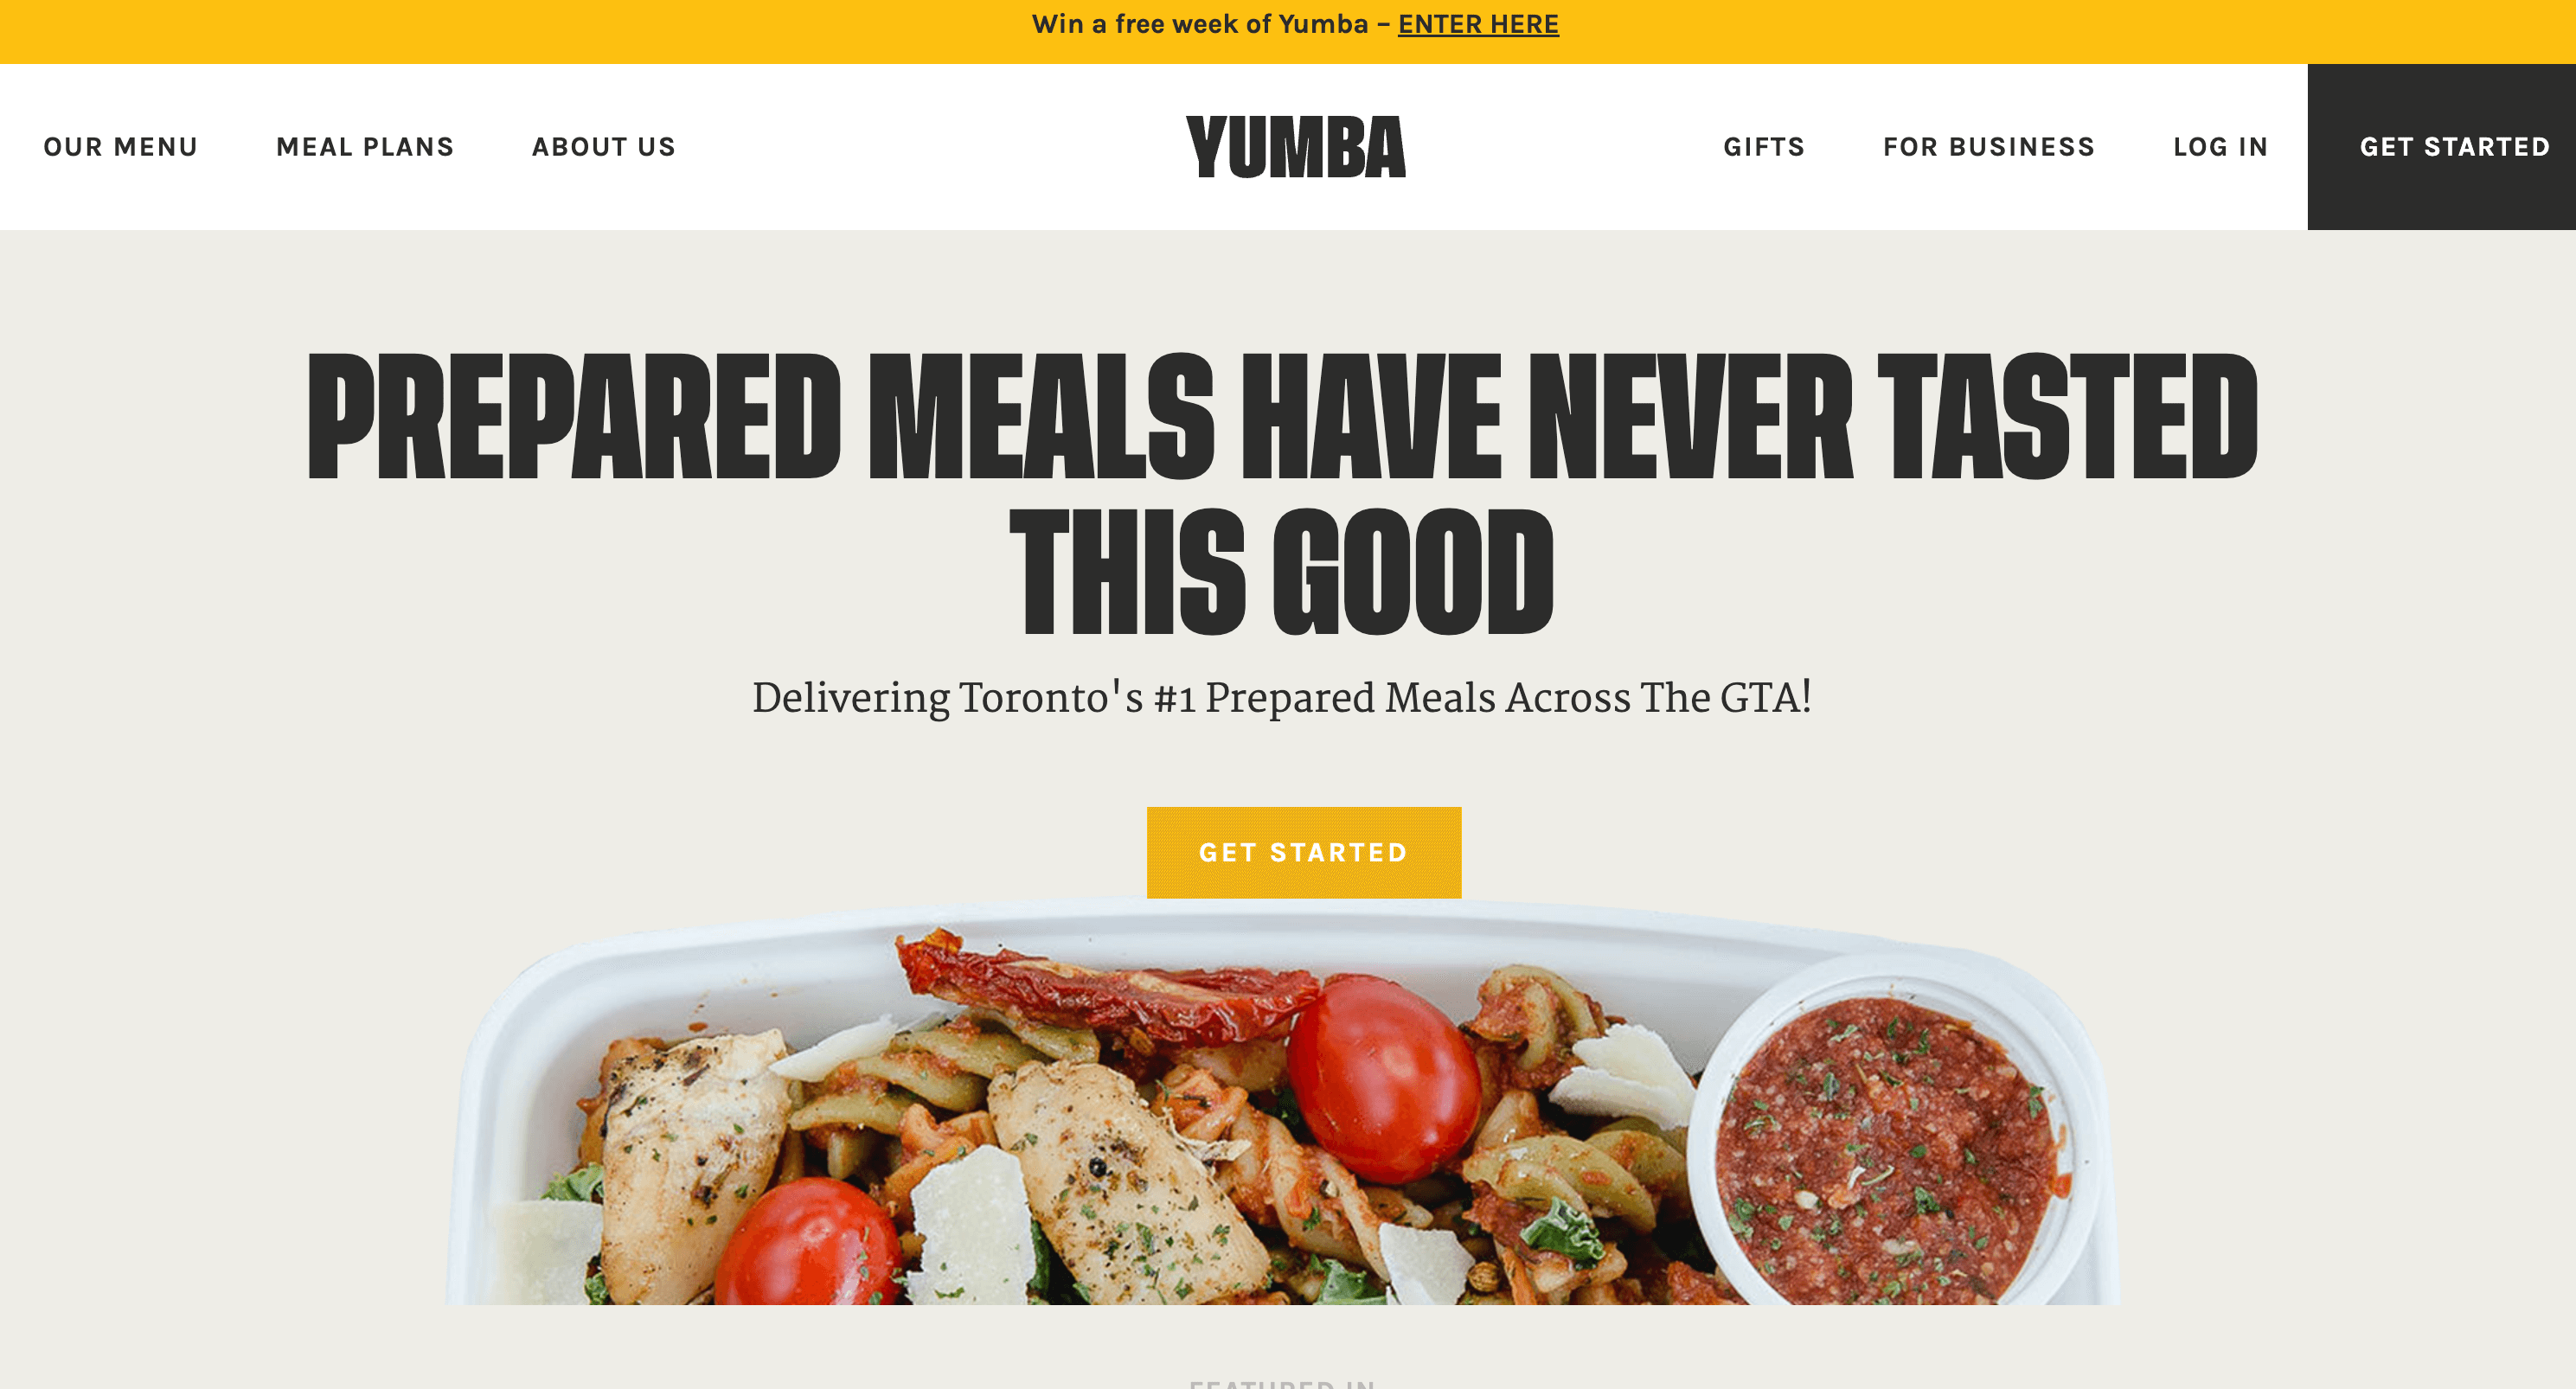 Win a free week of Yumba – ENTER HERE
OUR MENU MEAL PLANS ABOUT US YUMBA GIFTS FOR BUSINESS LOG IN GET STARTED
PREPARED MEALS HAVE NEVER TASTED
THIS GOOD
Delivering Toronto's #1 Prepared Meals Across The GTA!
GET STARTED
FEATURED IN